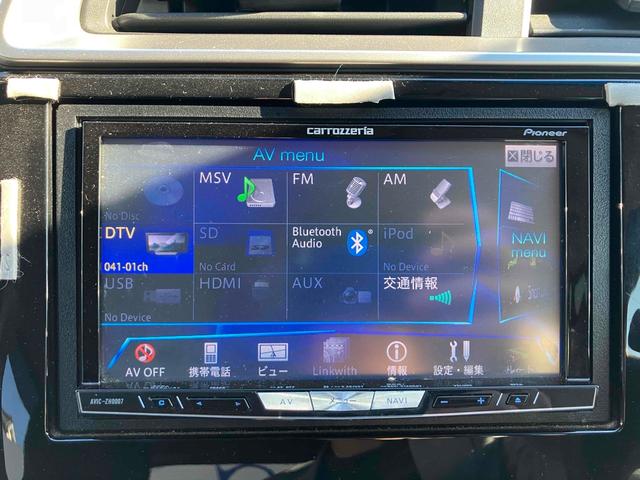 carrozzeria
Pioneer
AV menu
閉じる
No Disc
MSV
FM
AM
DTV
041-01ch
SD
No Card
Bluetooth
Audio
iPod
No Device
NAVI
menu
USB
No Device
HDMI
AUX
交通情報
AV OFF
携帯電話
ビュー
Linkwith
情報
設定・編集
AVIC-ZH0007
AV
NAVI